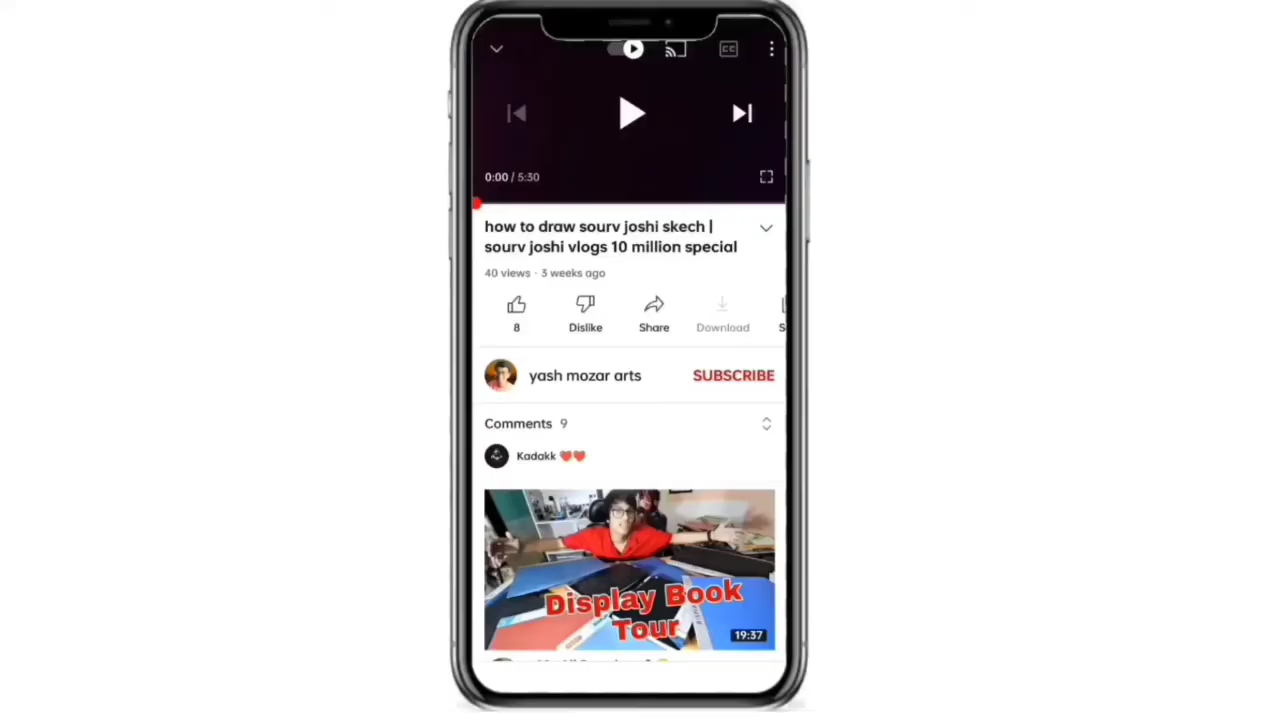 CC
0:00 / 5:30
how to draw sourv joshi skech |
sourv joshi vlogs 10 million special
40 views · 3 weeks ago
8 Dislike Share Download
yash mozar arts SUBSCRIBE
Comments 9
Kadakk ❤️❤️
Display Book
Tour
19:37